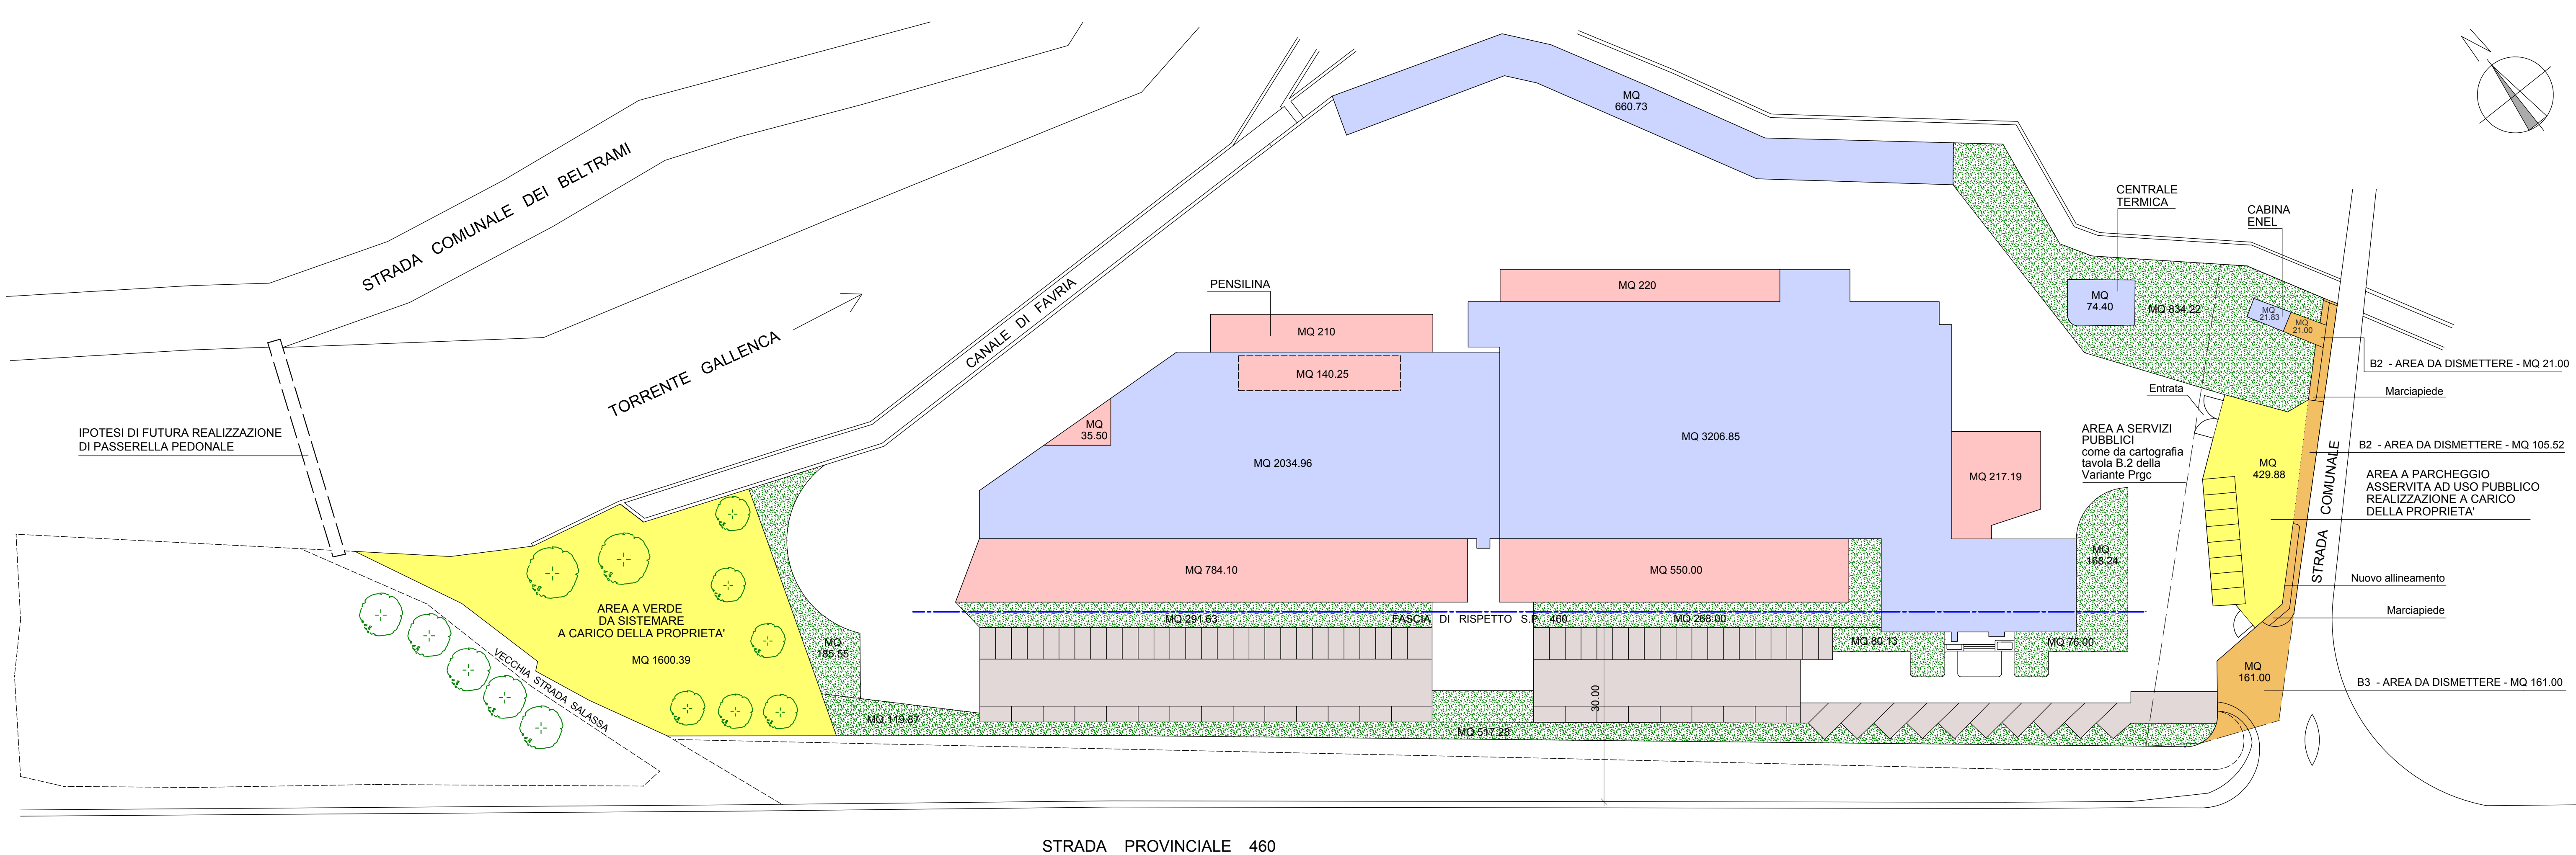 STRADA COMUNALE DEI BELTRAMI
TORRENTE GALLENCA
CANALE DI FAVRIA
IPOTESI DI FUTURA REALIZZAZIONE
DI PASSERELLA PEDONALE
VECCHIA STRADA SALASSA
AREA A VERDE
DA SISTEMARE
A CARICO DELLA PROPRIETA'
MQ 1600.39
MQ
185.55
MQ 119.87
PENSILINA
MQ 210
MQ 140.25
MQ
35.50
MQ 2034.96
MQ 784.10
MQ 291.63
FASCIA DI RISPETTO S.P. 460
MQ 268.00
MQ 517.28
30.00
MQ
660.73
MQ 220
MQ 3206.85
MQ 550.00
MQ 217.19
MQ 80.13
MQ 76.00
MQ
168.24
CENTRALE
TERMICA
MQ
74.40
MQ 834.22
CABINA
ENEL
MQ
21.83
MQ
21.00
Entrata
AREA A SERVIZI
PUBBLICI
come da cartografia
tavola B.2 della
Variante Prgc
MQ
429.88
MQ
161.00
STRADA COMUNALE
B2 - AREA DA DISMETTERE - MQ 21.00
Marciapiede
B2 - AREA DA DISMETTERE - MQ 105.52
AREA A PARCHEGGIO
ASSERVITA AD USO PUBBLICO
REALIZZAZIONE A CARICO
DELLA PROPRIETA'
Nuovo allineamento
Marciapiede
B3 - AREA DA DISMETTERE - MQ 161.00
STRADA PROVINCIALE 460